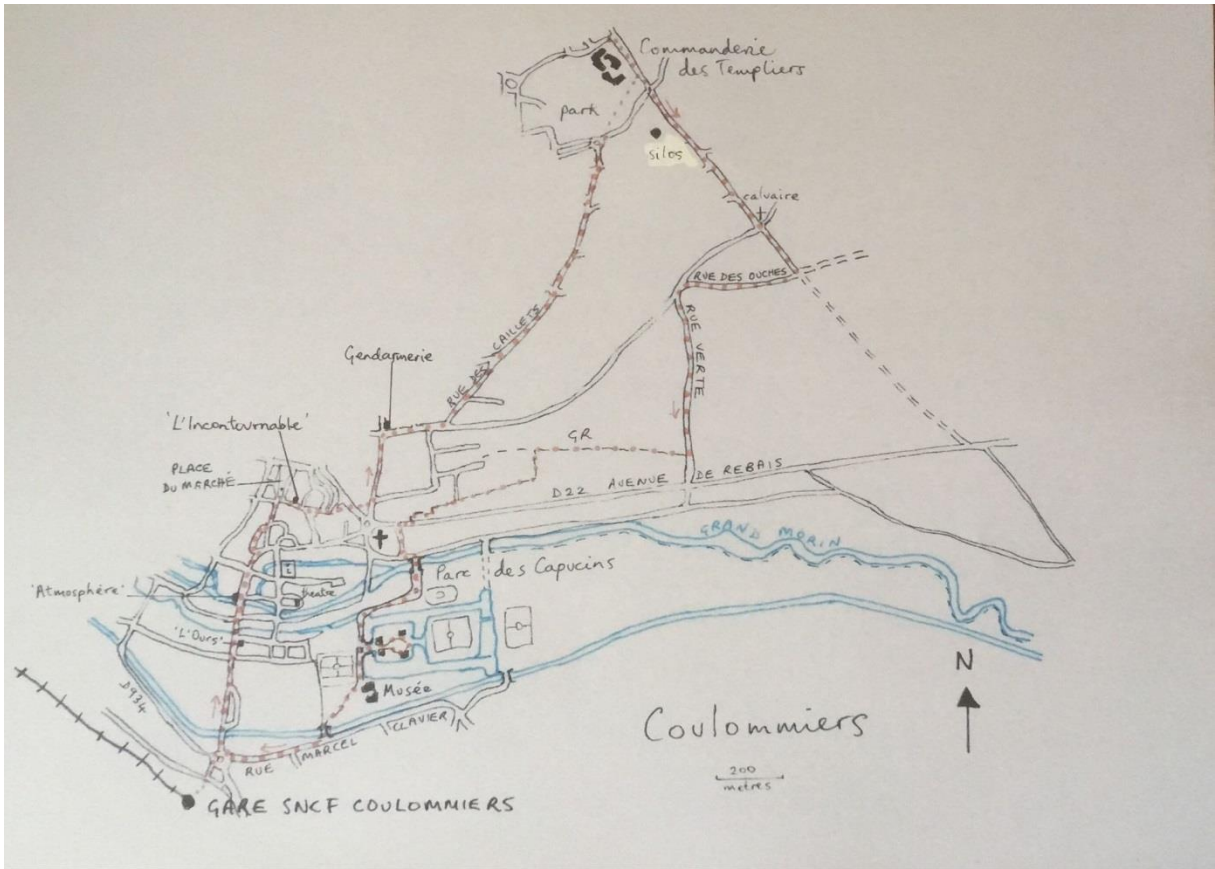 Commanderie
des Templiers
park
silos
calvaire
RUE DES OUCHES
RUE DES CAILLETS
RUE VERTE
Gendarmerie
'L'Incontournable'
GR
PLACE
DU MARCHÉ
D22 AVENUE DE REBAIS
GRAND MORIN
Parc des Capucins
i
'Atmosphère'
theatre
'L'Ours'
D934
Musée
RUE MARCEL CLAVIER
N
Coulommiers
200
metres
GARE SNCF COULOMMIERS